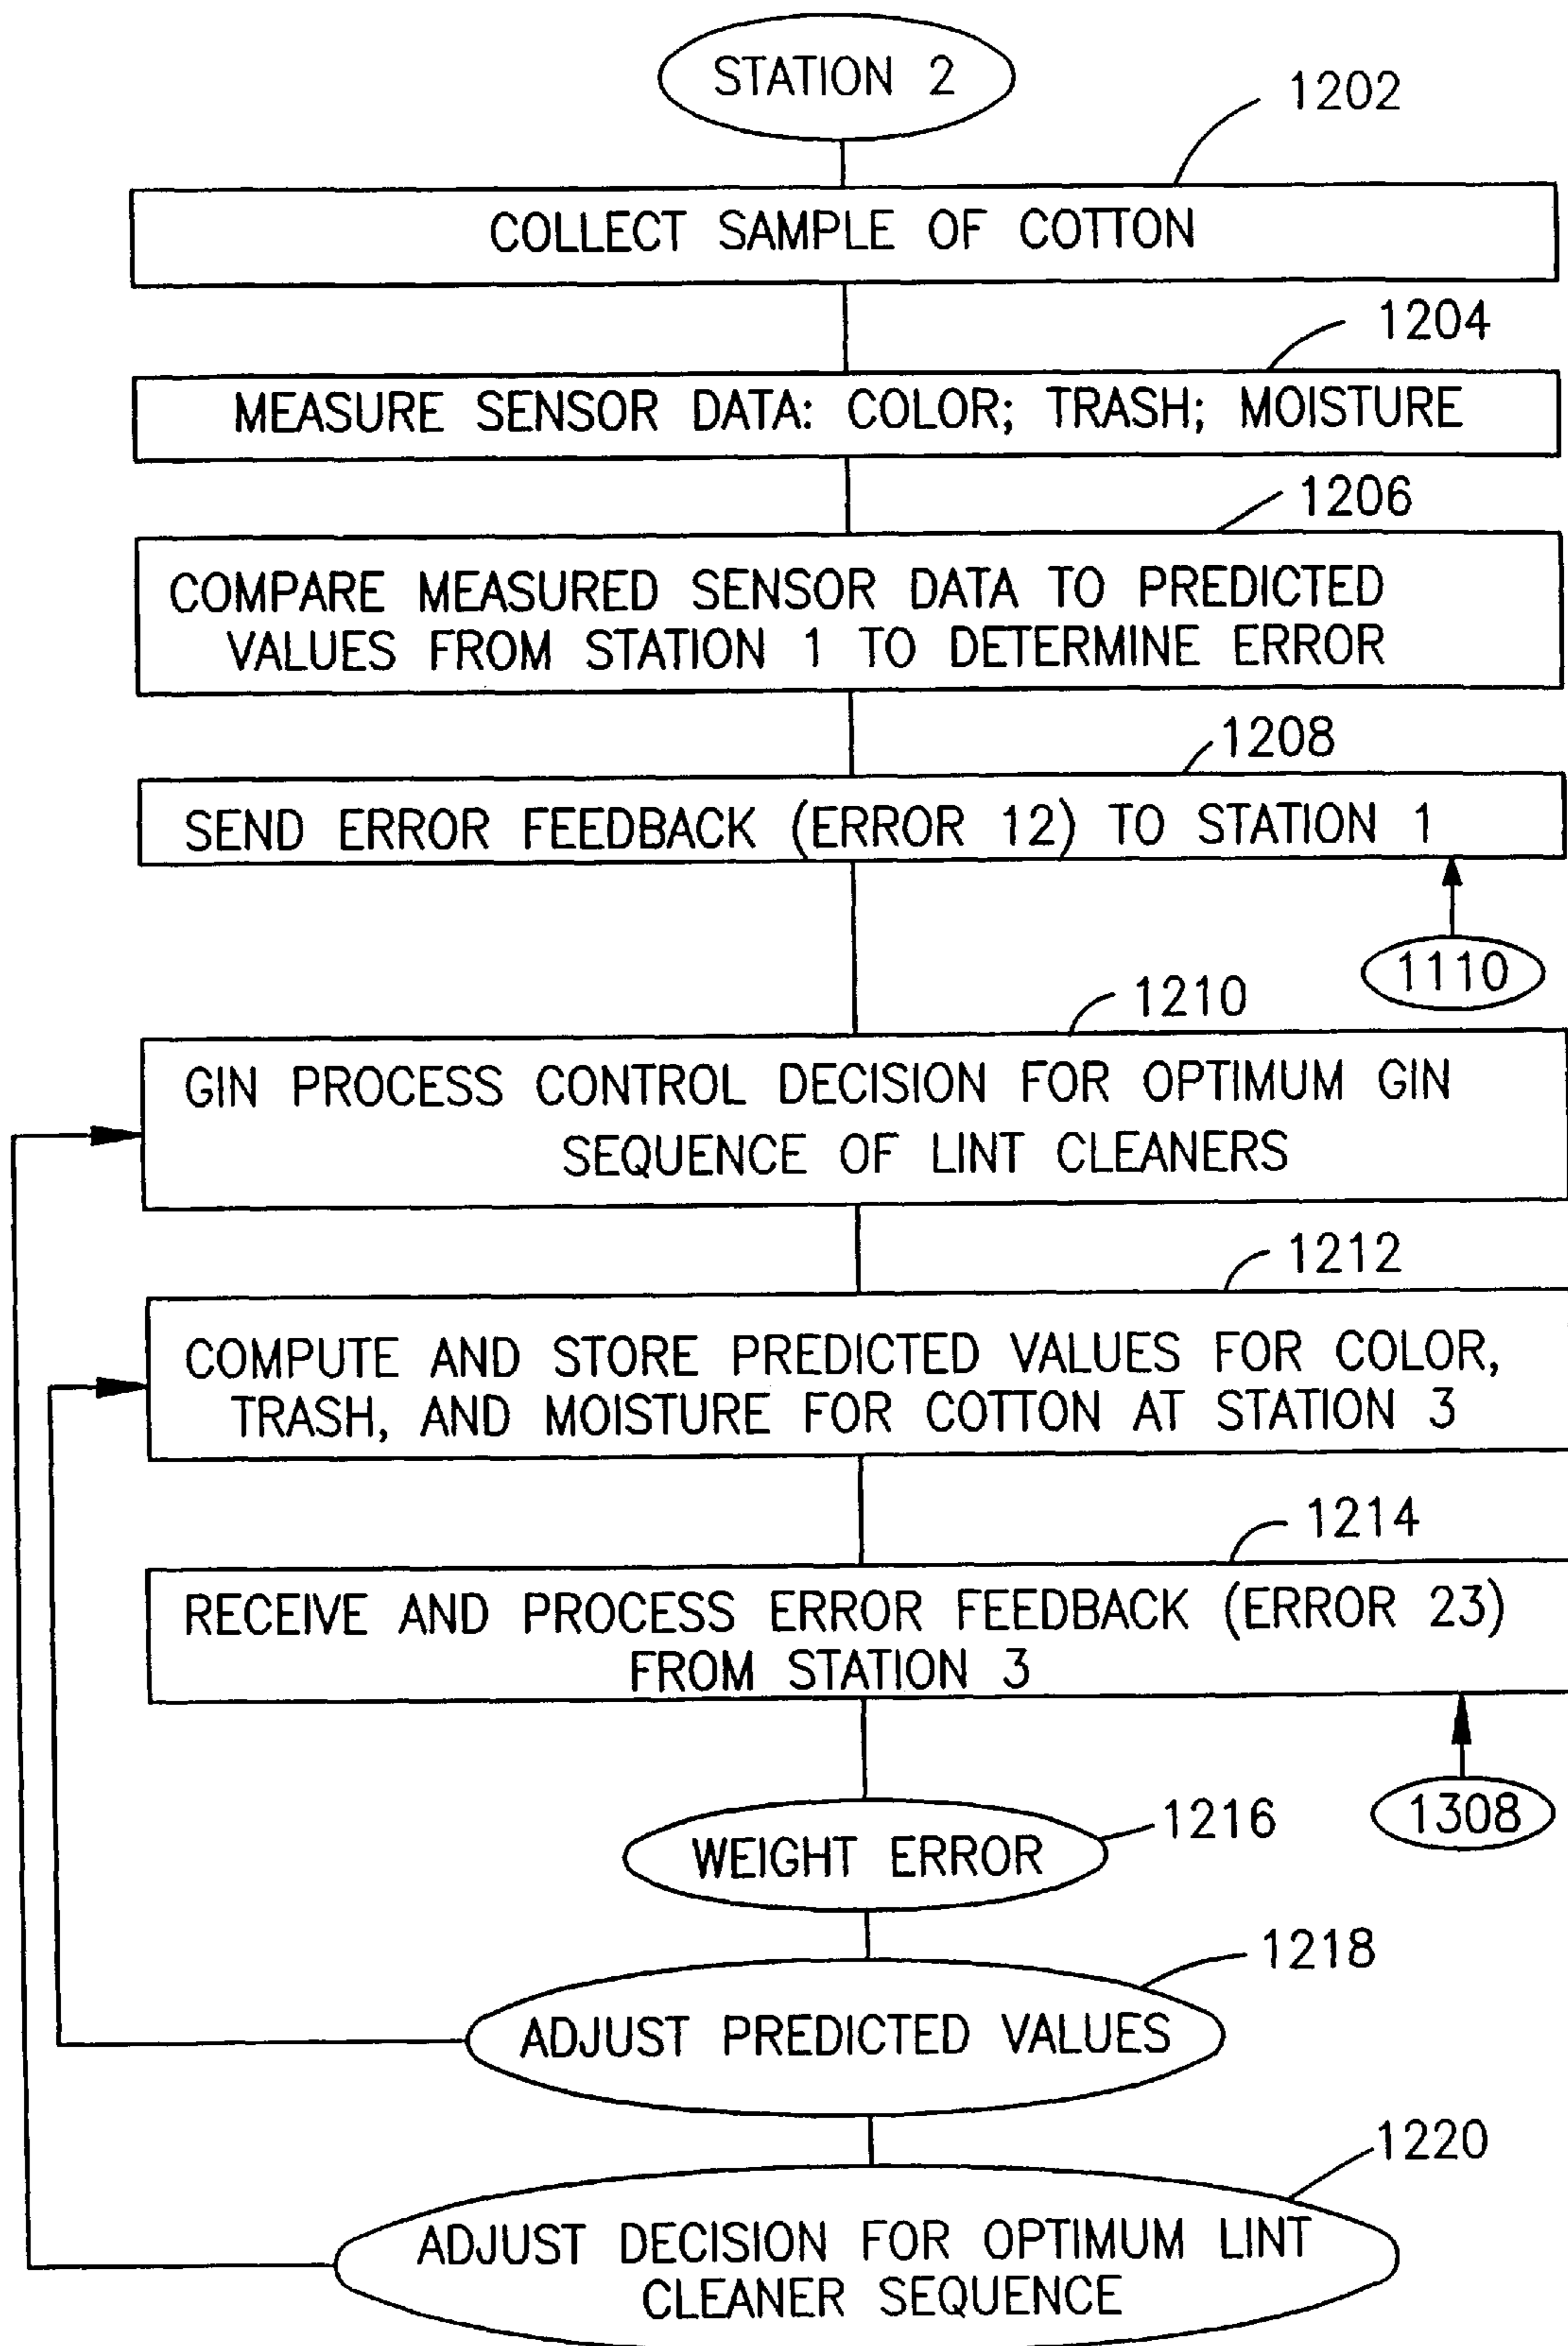 STATION 2
1202
COLLECT SAMPLE OF COTTON
1204
MEASURE SENSOR DATA: COLOR; TRASH; MOISTURE
1206
COMPARE MEASURED SENSOR DATA TO PREDICTED
VALUES FROM STATION 1 TO DETERMINE ERROR
1208
SEND ERROR FEEDBACK (ERROR 12) TO STATION 1
1110
1210
GIN PROCESS CONTROL DECISION FOR OPTIMUM GIN
SEQUENCE OF LINT CLEANERS
1212
COMPUTE AND STORE PREDICTED VALUES FOR COLOR,
TRASH, AND MOISTURE FOR COTTON AT STATION 3
1214
RECEIVE AND PROCESS ERROR FEEDBACK (ERROR 23)
FROM STATION 3
1308
1216
WEIGHT ERROR
1218
ADJUST PREDICTED VALUES
1220
ADJUST DECISION FOR OPTIMUM LINT
CLEANER SEQUENCE